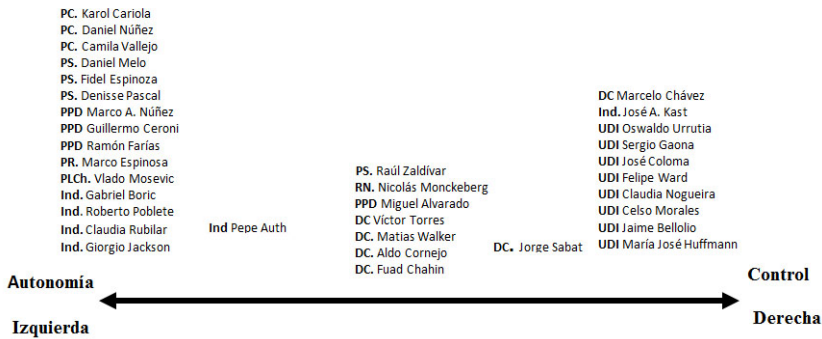 PC. Karol Cariola
PC. Daniel Núñez
PC. Camila Vallejo
PS. Daniel Melo
PS. Fidel Espinoza
PS. Denisse Pascal
PPD Marco A. Núñez
PPD Guillermo Ceroni
PPD Ramón Farías
PR. Marco Espinosa
PLCh. Vlado Mosevic
Ind. Gabriel Boric
Ind. Roberto Poblete
Ind. Claudia Rubilar
Ind. Giorgio Jackson
Ind Pepe Auth
PS. Raúl Zaldívar
RN. Nicolás Monckeberg
PPD Miguel Alvarado
DC Víctor Torres
DC. Matias Walker
DC. Aldo Cornejo
DC. Fuad Chahin
DC. Jorge Sabat
DC Marcelo Chávez
Ind. José A. Kast
UDI Oswaldo Urrutia
UDI Sergio Gaona
UDI José Coloma
UDI Felipe Ward
UDI Claudia Nogueira
UDI Celso Morales
UDI Jaime Bellolio
UDI María José Huffmann
Autonomía
Control
Izquierda
Derecha